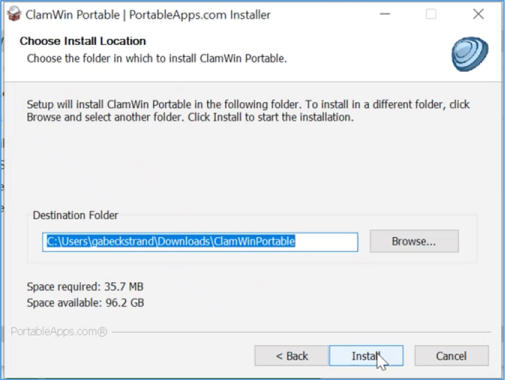 ClamWin Portable | PortableApps.com Installer
Choose Install Location
Choose the folder in which to install ClamWin Portable.
Setup will install ClamWin Portable in the following folder. To install in a different folder, click
Browse and select another folder. Click Install to start the installation.
Destination Folder
C:\Users\gabeckstrand\Downloads\ClamWinPortable
Browse...
Space required: 35.7 MB
Space available: 96.2 GB
PortableApps.com®
< Back
Install
Cancel